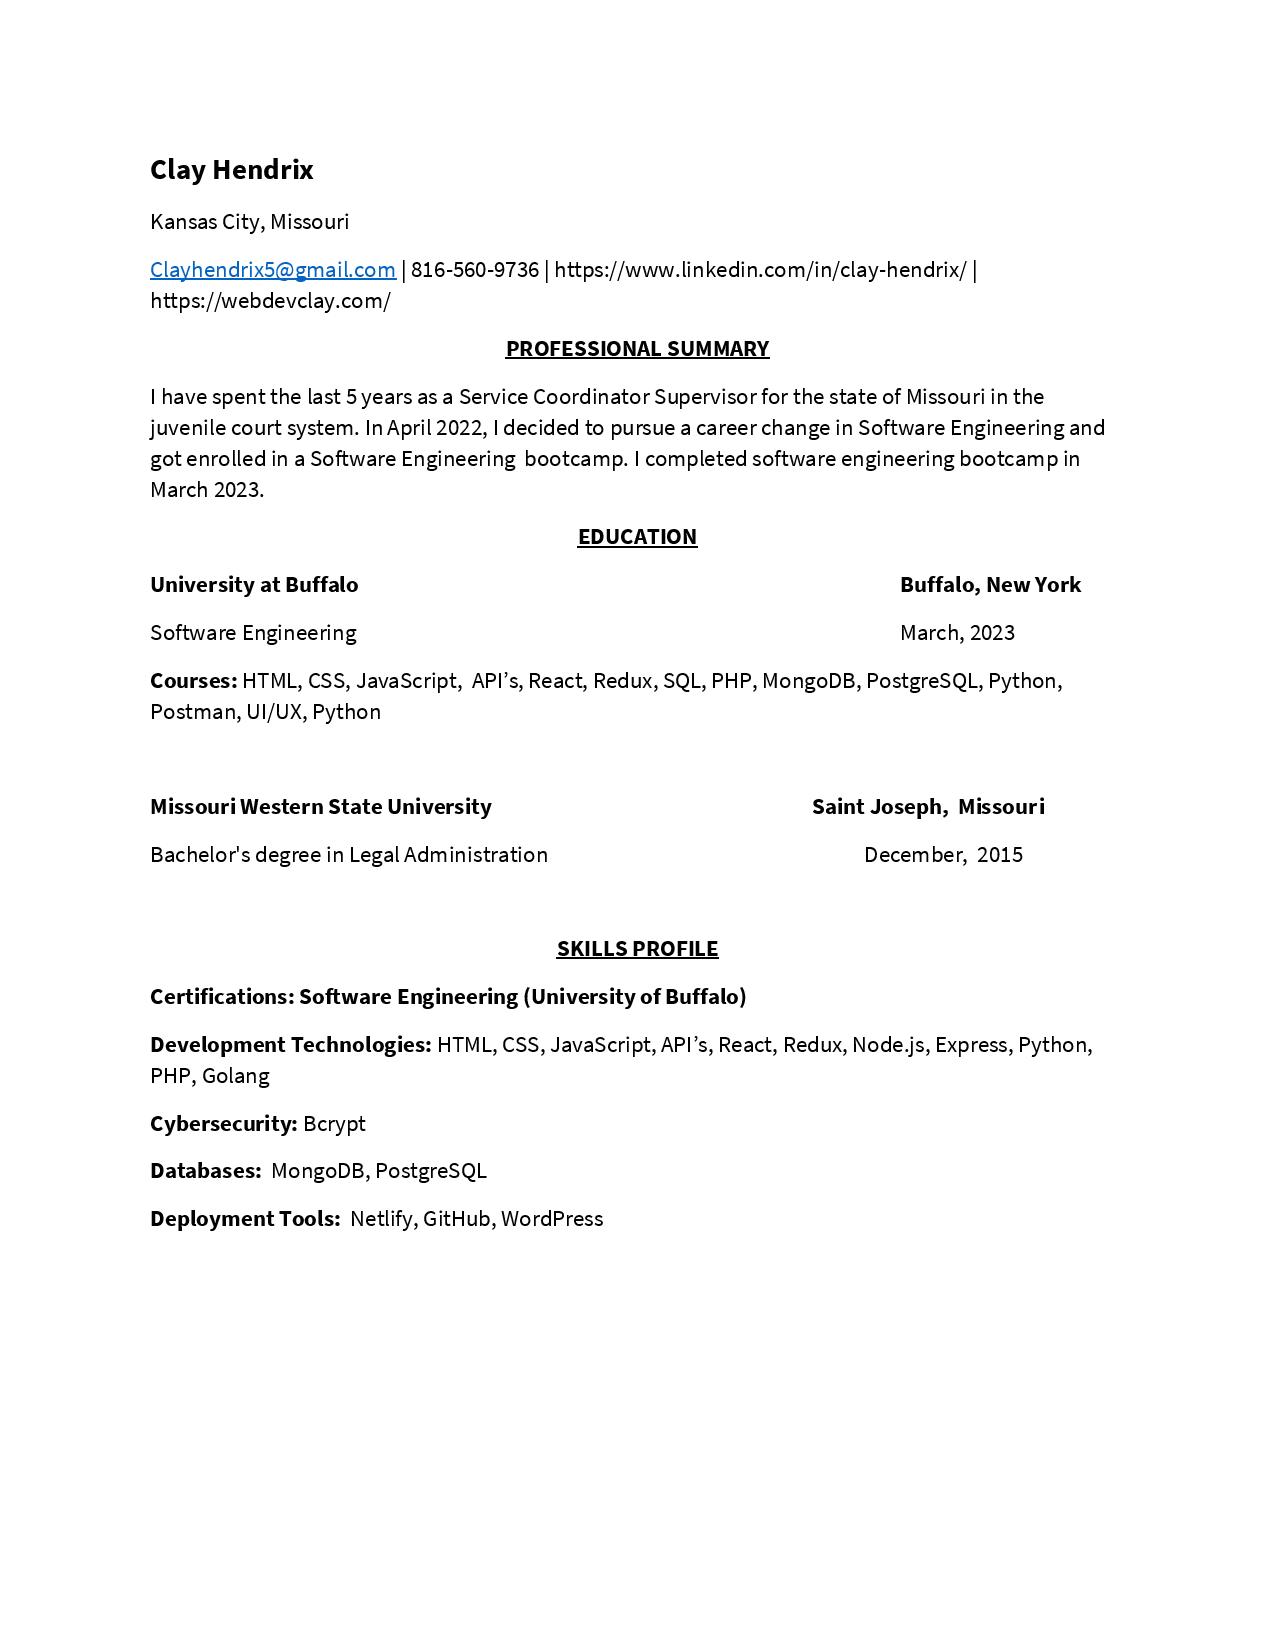 Clay Hendrix
Kansas City, Missouri
Clayhendrix5@gmail.com | 816-560-9736 | https://www.linkedin.com/in/clay-hendrix/ |
https://webdevclay.com/
PROFESSIONAL SUMMARY
I have spent the last 5 years as a Service Coordinator Supervisor for the state of Missouri in the
juvenile court system. In April 2022, I decided to pursue a career change in Software Engineering and
got enrolled in a Software Engineering  bootcamp. I completed software engineering bootcamp in
March 2023.
EDUCATION
University at Buffalo Buffalo, New York
Software Engineering March, 2023
Courses: HTML, CSS, JavaScript,  API’s, React, Redux, SQL, PHP, MongoDB, PostgreSQL, Python,
Postman, UI/UX, Python
Missouri Western State University Saint Joseph,  Missouri
Bachelor's degree in Legal Administration December,  2015
SKILLS PROFILE
Certifications: Software Engineering (University of Buffalo)
Development Technologies: HTML, CSS, JavaScript, API’s, React, Redux, Node.js, Express, Python,
PHP, Golang
Cybersecurity: Bcrypt
Databases:  MongoDB, PostgreSQL
Deployment Tools:  Netlify, GitHub, WordPress